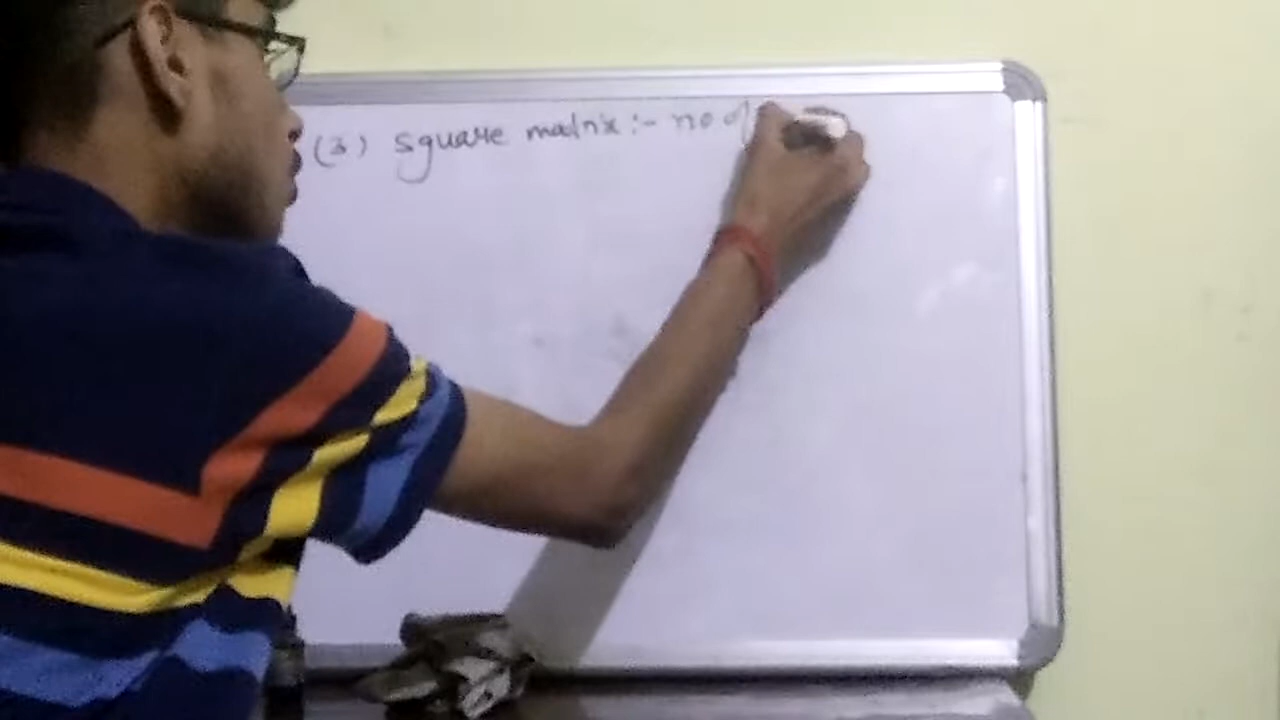 (3) square matrix :- no of